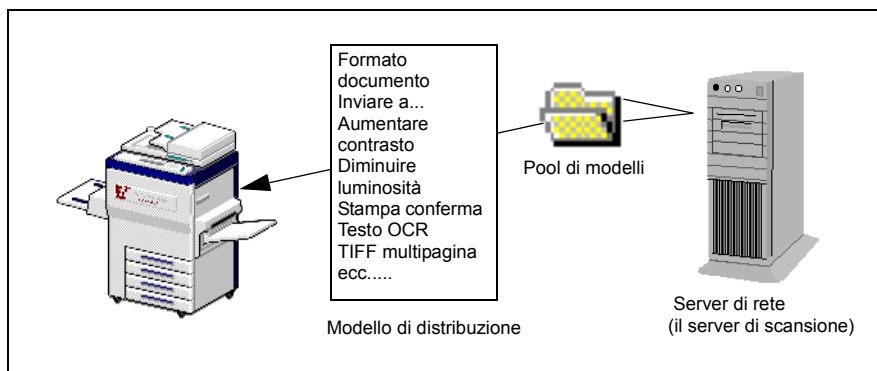 Formato
documento
Inviare a...
Aumentare
contrasto
Diminuire
luminosità
Stampa conferma
Testo OCR
TIFF multipagina
ecc.....
Modello di distribuzione
Pool di modelli
Server di rete
(il server di scansione)